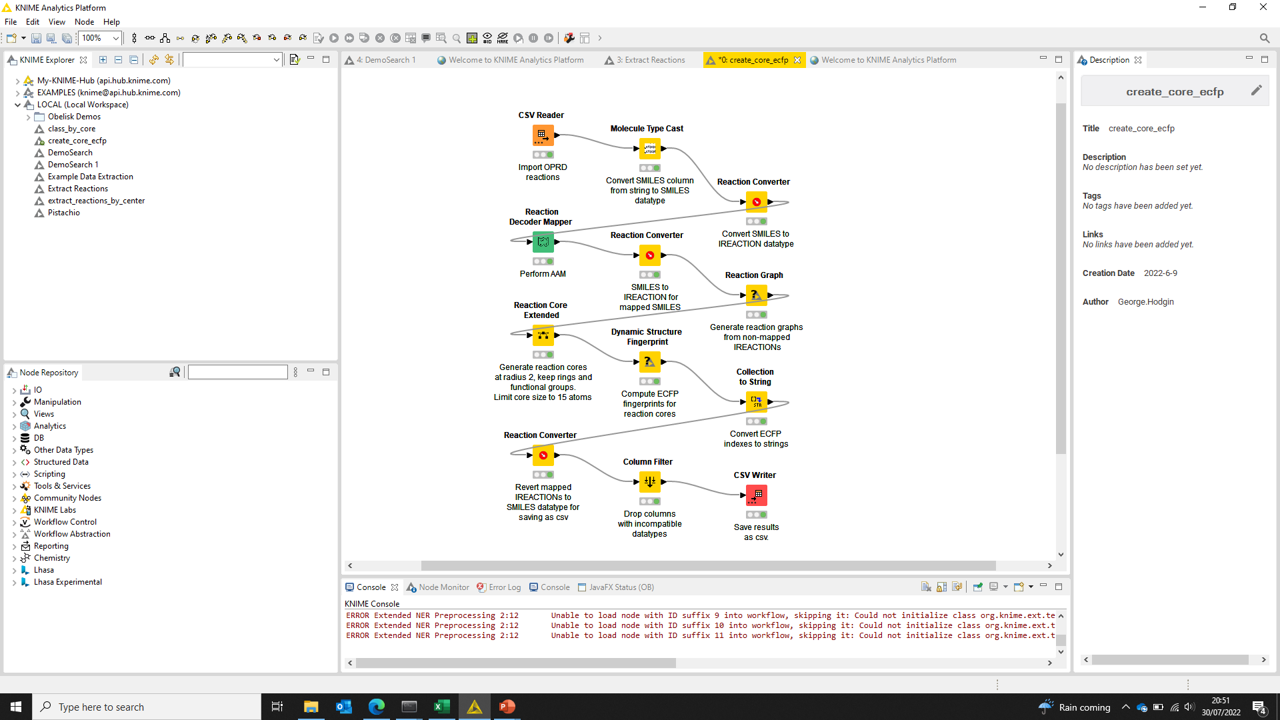 KNIME Analytics Platform
File Edit View Node Help
100%
KNIME Explorer
My-KNIME-Hub (api.hub.knime.com)
EXAMPLES (knime@api.hub.knime.com)
LOCAL (Local Workspace)
Obelisk Demos
class_by_core
create_core_ecfp
DemoSearch
DemoSearch 1
Example Data Extraction
Extract Reactions
extract_reactions_by_center
Pistachio
Node Repository
IO
Manipulation
Views
Analytics
DB
Other Data Types
Structured Data
Scripting
Tools & Services
Community Nodes
KNIME Labs
Workflow Control
Workflow Abstraction
Reporting
Chemistry
Lhasa
Lhasa Experimental
4: DemoSearch 1 Welcome to KNIME Analytics Platform 3: Extract Reactions *0: create_core_ecfp Welcome to KNIME Analytics Platform
CSV Reader
Import OPRD
reactions
Molecule Type Cast
Convert SMILES column
from string to SMILES
datatype
Reaction Converter
Convert SMILES to
IREACTION datatype
Reaction
Decoder Mapper
Perform AAM
Reaction Converter
SMILES to
IREACTION for
mapped SMILES
Reaction Graph
Generate reaction graphs
from non-mapped
IREACTIONs
Reaction Core
Extended
Generate reaction cores
at radius 2, keep rings and
functional groups.
Limit core size to 15 atoms
Dynamic Structure
Fingerprint
Compute ECFP
fingerprints for
reaction cores
Collection
to String
Convert ECFP
indexes to strings
Reaction Converter
Revert mapped
IREACTIONs to
SMILES datatype for
saving as csv
Column Filter
Drop columns
with incompatible
datatypes
CSV Writer
Save results
as csv.
Console Node Monitor Error Log Console JavaFX Status (OB)
KNIME Console
ERROR Extended NER Preprocessing 2:12 Unable to load node with ID suffix 9 into workflow, skipping it: Could not initialize class org.knime.ext.te
ERROR Extended NER Preprocessing 2:12 Unable to load node with ID suffix 10 into workflow, skipping it: Could not initialize class org.knime.ext.t
ERROR Extended NER Preprocessing 2:12 Unable to load node with ID suffix 11 into workflow, skipping it: Could not initialize class org.knime.ext.t
Description
create_core_ecfp
Title create_core_ecfp
Description
No description has been set yet.
Tags
No tags have been added yet.
Links
No links have been added yet.
Creation Date 2022-6-9
Author George.Hodgin
Type here to search
Rain coming
20:51
30/07/2022
4